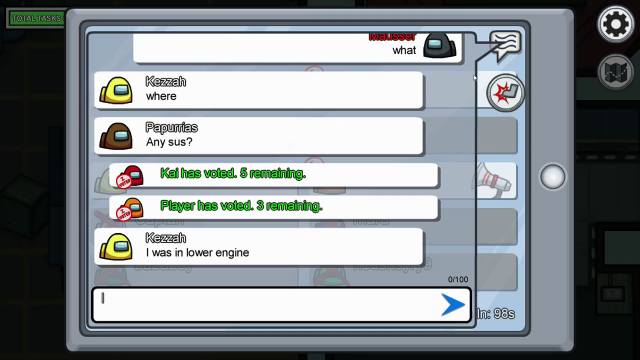 TOTAL TASKS
Mausser
what
Kezzah
where
Papurrias
Any sus?
Kai has voted. 5 remaining.
Player has voted. 3 remaining.
Kezzah
I was in lower engine
0/100
In: 98s